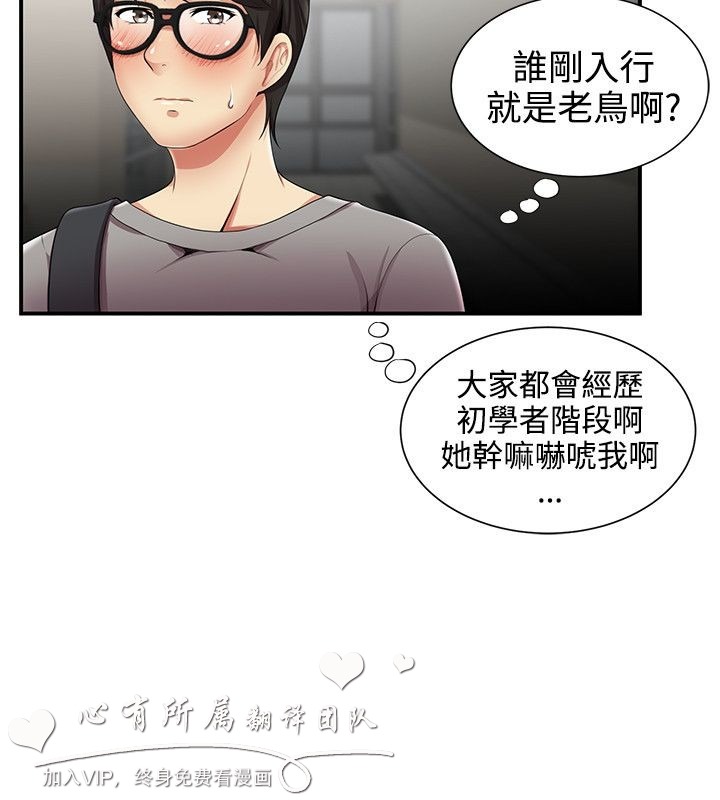 誰剛入行
就是老鳥啊?
大家都會經歷
初學者階段啊
她幹嘛嚇唬我啊
...
心有所属翻译团队
加入VIP，终身免费看漫画